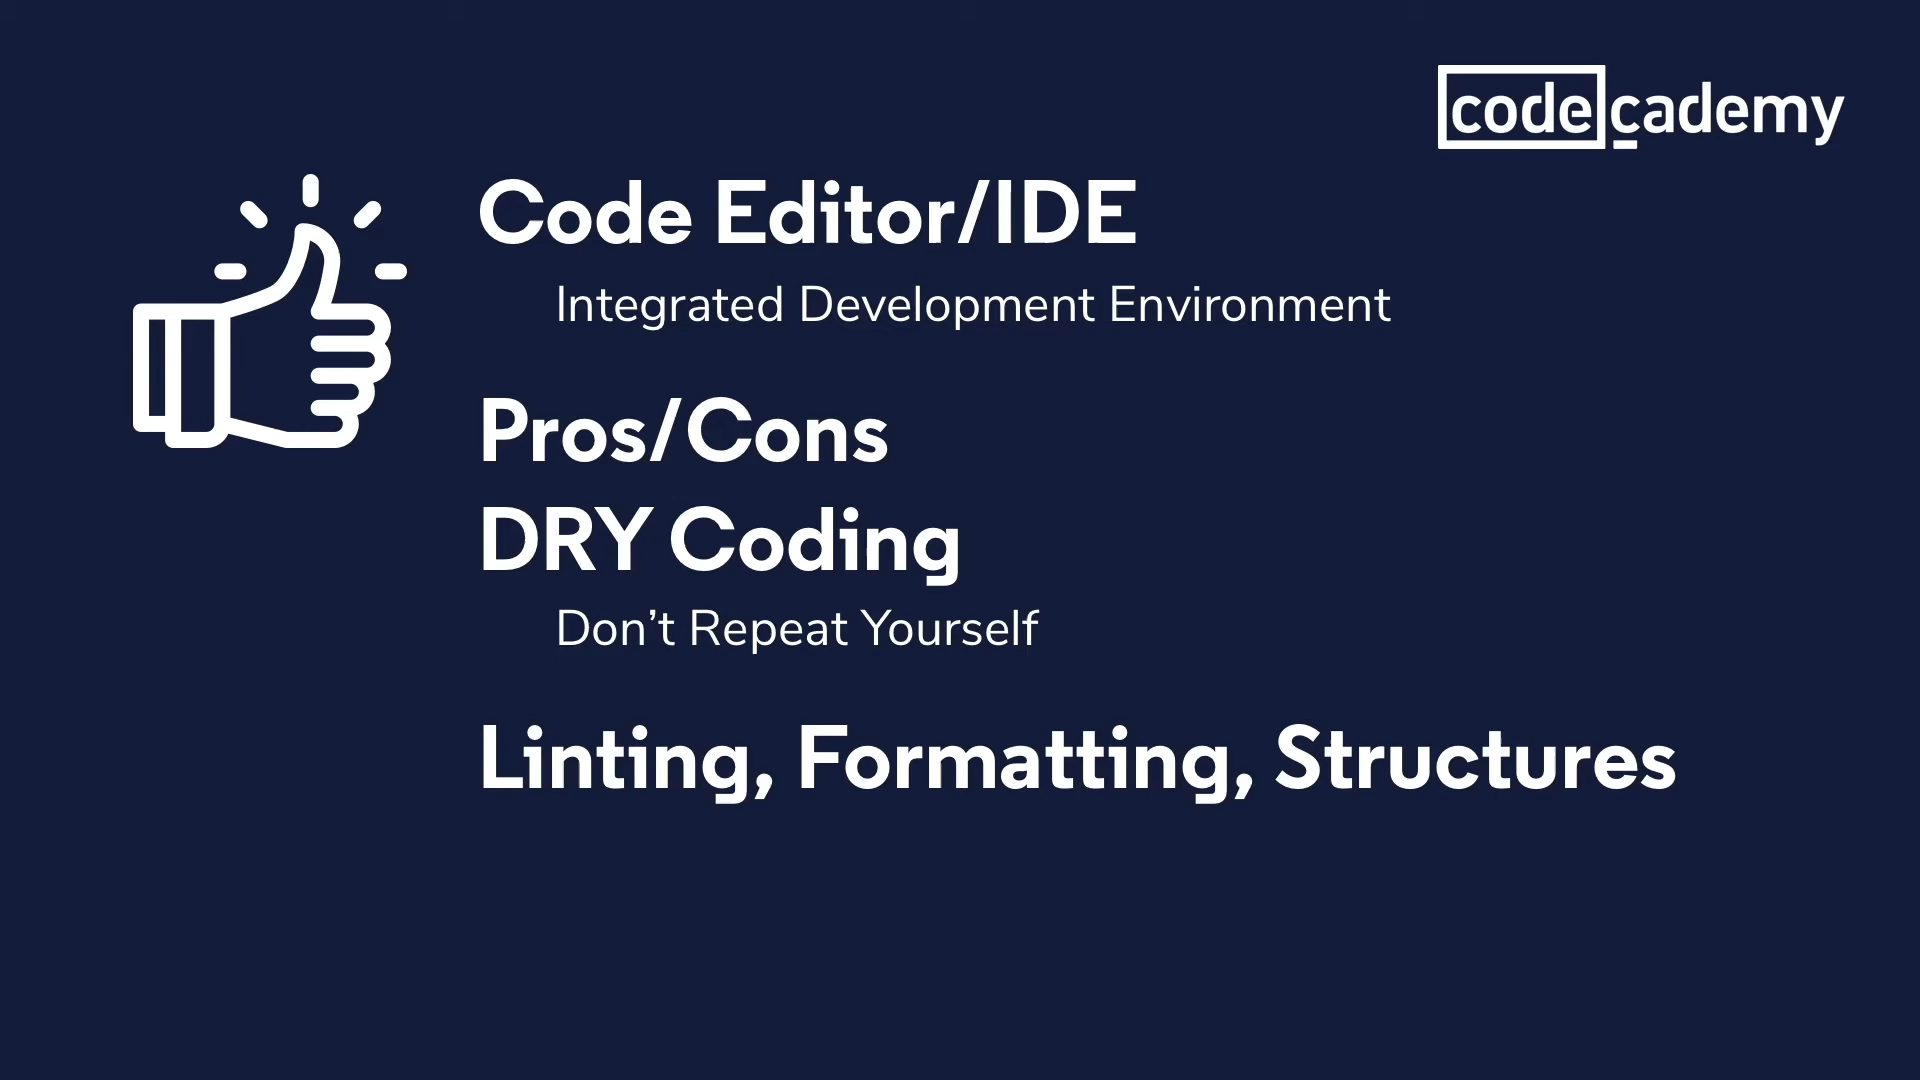 codecademy
Code Editor/IDE
Integrated Development Environment
Pros/Cons
DRY Coding
Don’t Repeat Yourself
Linting, Formatting, Structures